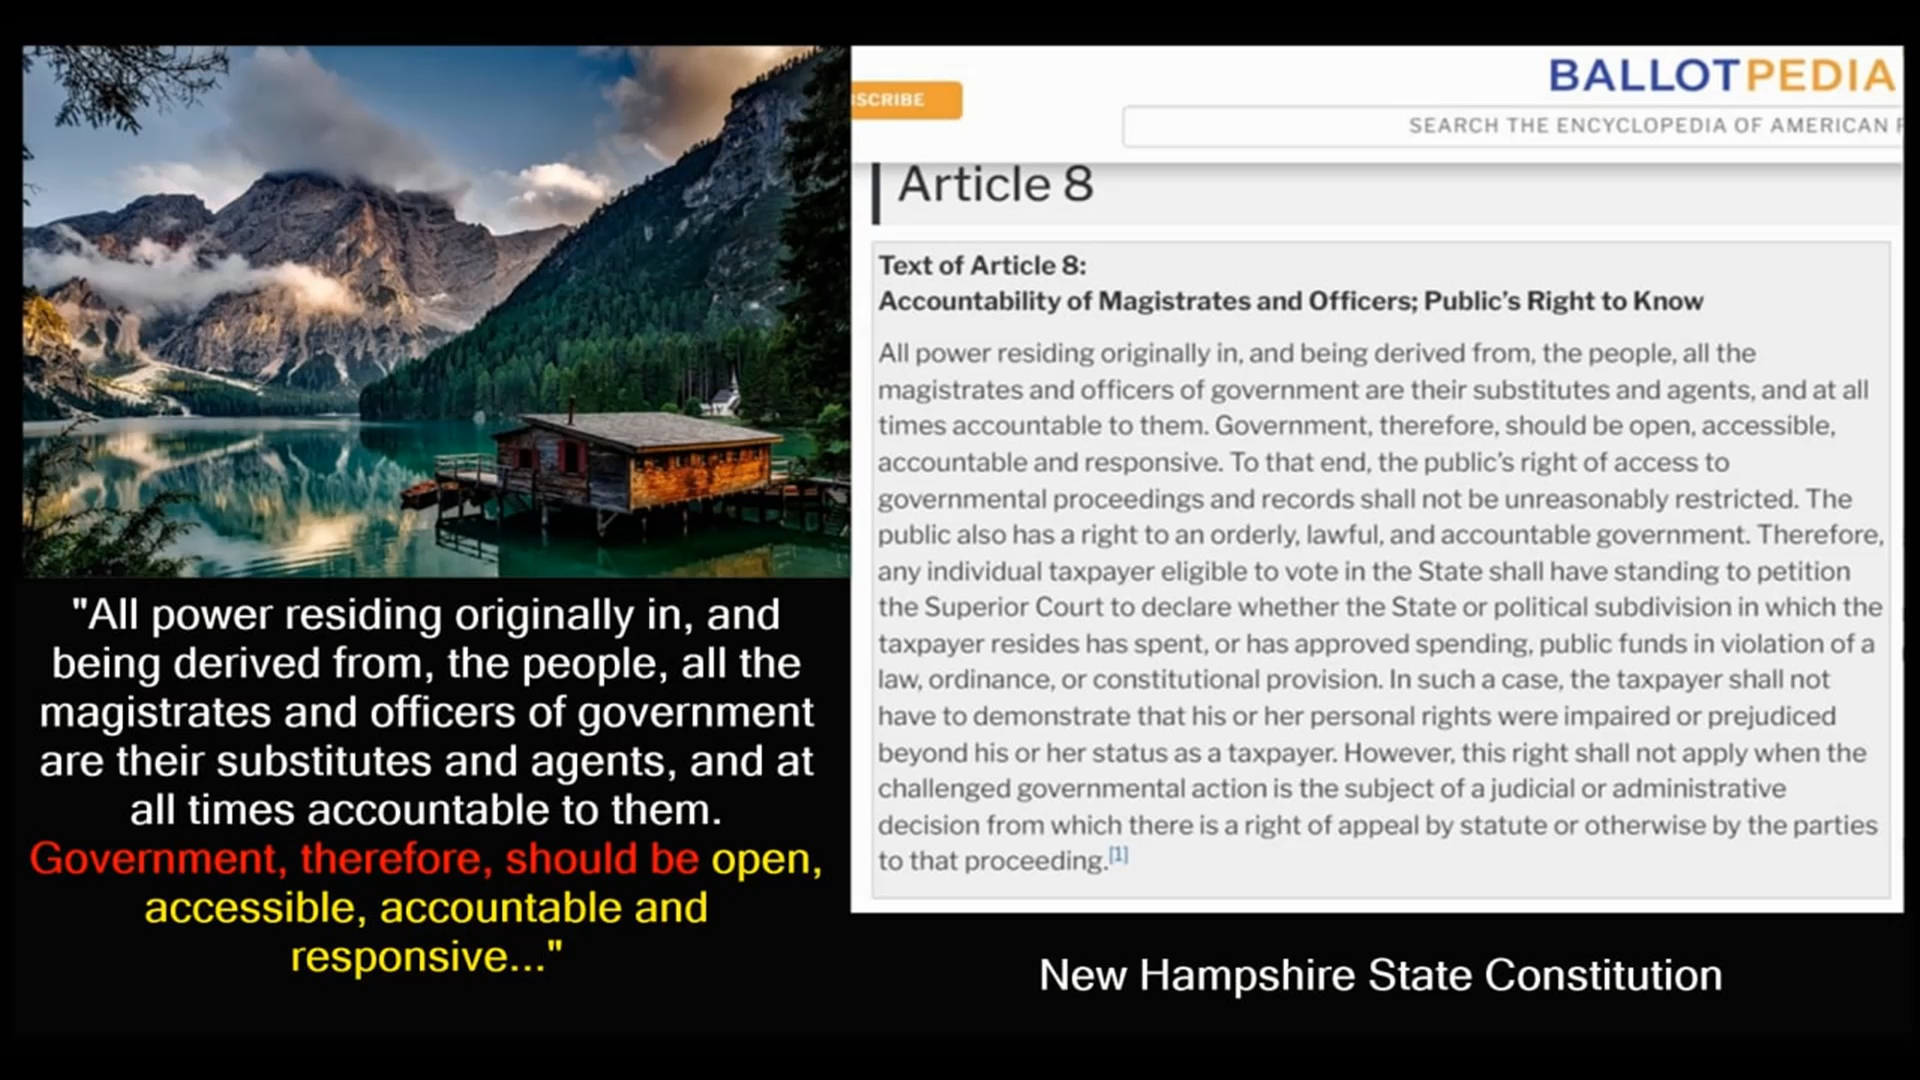 "All power residing originally in, and
being derived from, the people, all the
magistrates and officers of government
are their substitutes and agents, and at
all times accountable to them.
Government, therefore, should be open,
accessible, accountable and
responsive..."
SCRIBE
BALLOTPEDIA
SEARCH THE ENCYCLOPEDIA OF AMERICAN
Article 8
Text of Article 8:
Accountability of Magistrates and Officers; Public's Right to Know
All power residing originally in, and being derived from, the people, all the
magistrates and officers of government are their substitutes and agents, and at all
times accountable to them. Government, therefore, should be open, accessible,
accountable and responsive. To that end, the public's right of access to
governmental proceedings and records shall not be unreasonably restricted. The
public also has a right to an orderly, lawful, and accountable government. Therefore,
any individual taxpayer eligible to vote in the State shall have standing to petition
the Superior Court to declare whether the State or political subdivision in which the
taxpayer resides has spent, or has approved spending, public funds in violation of a
law, ordinance, or constitutional provision. In such a case, the taxpayer shall not
have to demonstrate that his or her personal rights were impaired or prejudiced
beyond his or her status as a taxpayer. However, this right shall not apply when the
challenged governmental action is the subject of a judicial or administrative
decision from which there is a right of appeal by statute or otherwise by the parties
to that proceeding.[1]
New Hampshire State Constitution